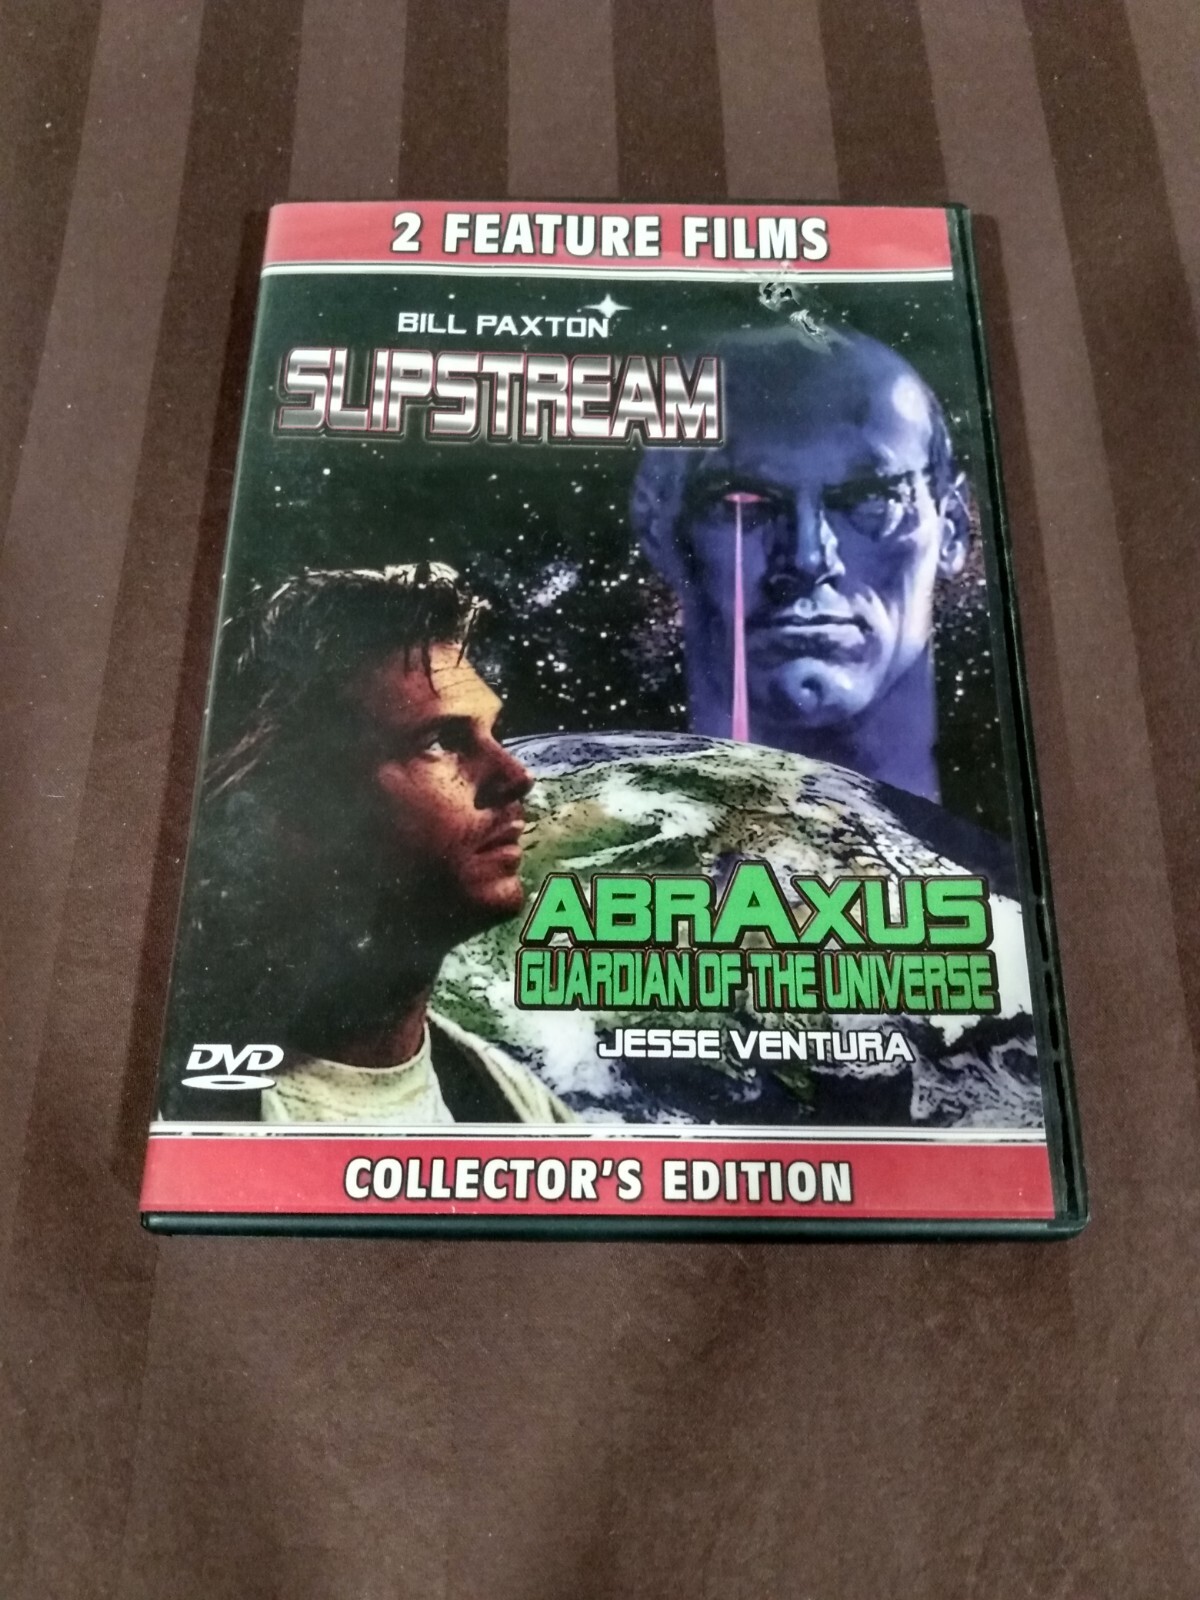 2 FEATURE FILMS
BILL PAXTON
SLIPSTREAM
ABRAXUS
GUARDIAN OF THE UNIVERSE
JESSE VENTURA
DVD
COLLECTOR'S EDITION